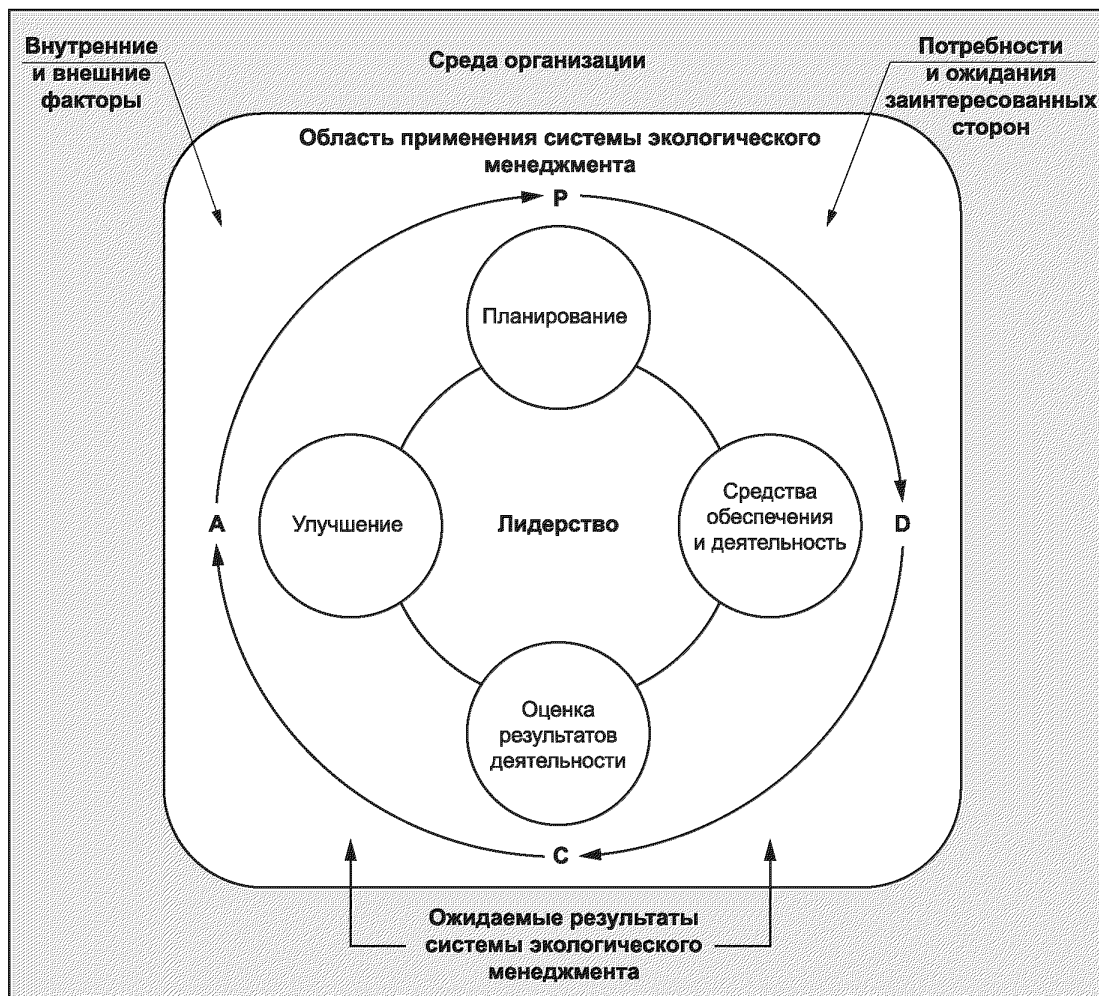 Внутренние
и внешние
факторы
Среда организации
Потребности
и ожидания
заинтересованных
сторон
Область применения системы экологического
менеджмента
P
Планирование
A
Улучшение
Лидерство
Средства
обеспечения
и деятельность
D
Оценка
результатов
деятельности
C
Ожидаемые результаты
системы экологического
менеджмента